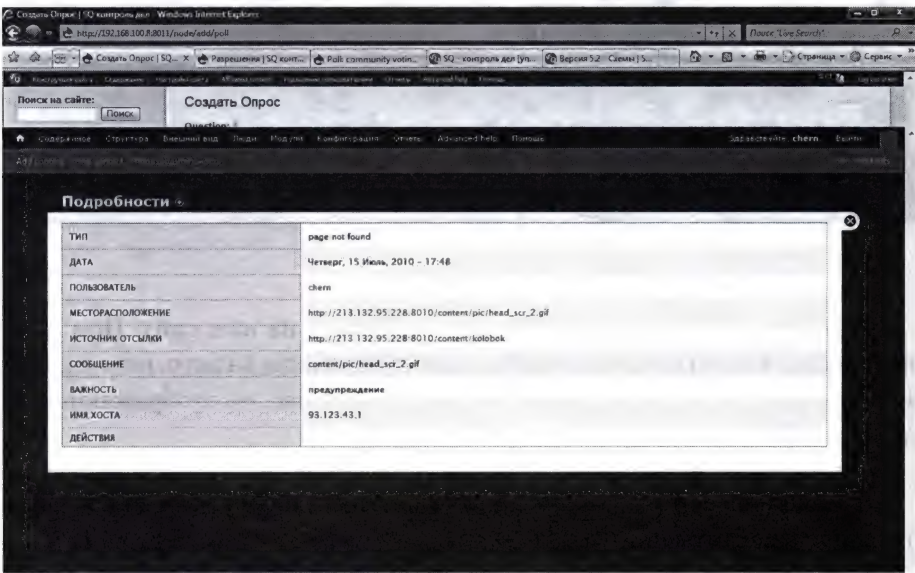 Создать Опрос | SQ контроль дел - Windows Internet Explorer
http://192.168.100.8:8011/node/add/poll
Поиск "Live Search"
Создать Опрос | SQ...
Разрешения | SQ конт...
Polk community votin...
SQ - контроль дел [уп...
Версия 5.2 - Схемы | S...
Страница
Сервис
Поиск на сайте:
Поиск
Создать Опрос
Question:
Содержимое Структура Внешний вид Люди Модули Конфигурация Отчеты Advanced help Помощь
Здравствуйте, chern Выйти
Подробности
ТИП page not found
ДАТА Четверг, 15 Июль, 2010 - 17:48
ПОЛЬЗОВАТЕЛЬ chern
МЕСТОРАСПОЛОЖЕНИЕ http://213.132.95.228:8010/content/pic/head_scr_2.gif
ИСТОЧНИК ОТСЫЛКИ http://213.132.95.228:8010/content/kolobok
СООБЩЕНИЕ content/pic/head_scr_2.gif
ВАЖНОСТЬ предупреждение
ИМЯ ХОСТА 93.123.43.1
ДЕЙСТВИЯ